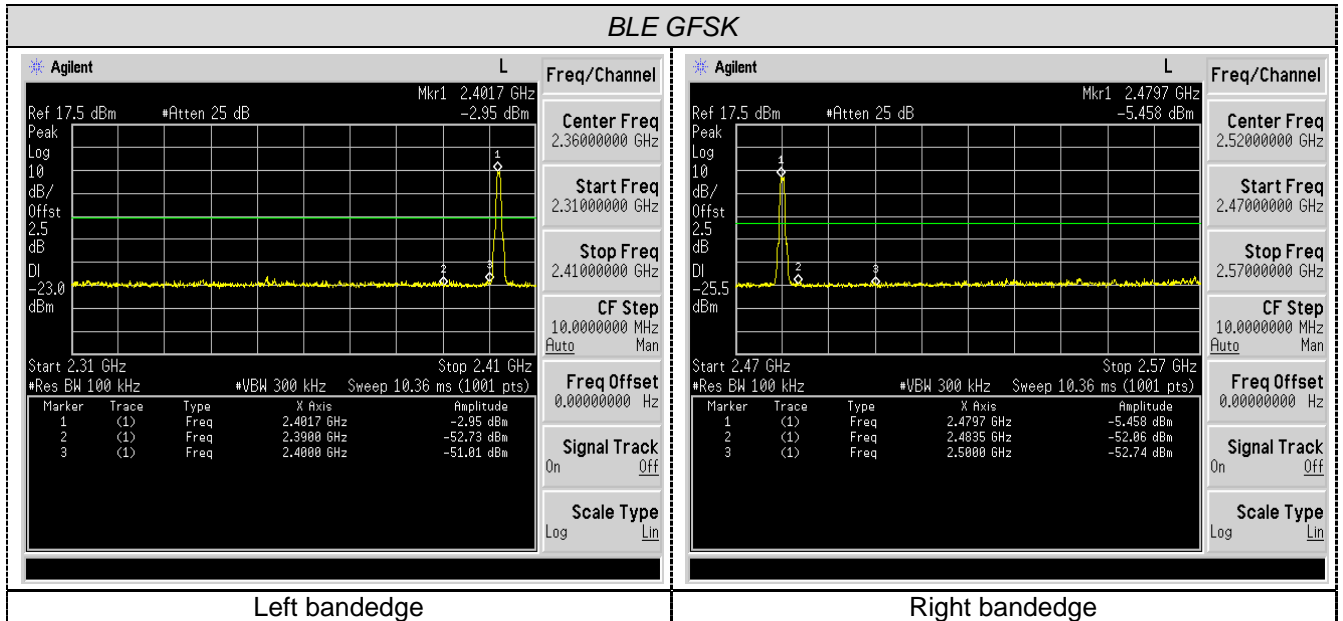 BLE GFSK
Agilent L
Mkr1 2.4017 GHz
Ref 17.5 dBm #Atten 25 dB -2.95 dBm
Peak
Log
10
dB/
Offst
2.5
dB
DI
-23.0
dBm
1
2
3
Start 2.31 GHz Stop 2.41 GHz
#Res BW 100 kHz #VBW 300 kHz Sweep 10.36 ms (1001 pts)
Marker Trace Type X Axis Amplitude
1 (1) Freq 2.4017 GHz -2.95 dBm
2 (1) Freq 2.3900 GHz -52.73 dBm
3 (1) Freq 2.4000 GHz -51.01 dBm
Freq/Channel
Center Freq
2.36000000 GHz
Start Freq
2.31000000 GHz
Stop Freq
2.41000000 GHz
CF Step
10.0000000 MHz
Auto Man
Freq Offset
0.00000000 Hz
Signal Track
On Off
Scale Type
Log Lin
Agilent L
Mkr1 2.4797 GHz
Ref 17.5 dBm #Atten 25 dB -5.458 dBm
Peak
Log
10
dB/
Offst
2.5
dB
DI
-25.5
dBm
1
2
3
Start 2.47 GHz Stop 2.57 GHz
#Res BW 100 kHz #VBW 300 kHz Sweep 10.36 ms (1001 pts)
Marker Trace Type X Axis Amplitude
1 (1) Freq 2.4797 GHz -5.458 dBm
2 (1) Freq 2.4835 GHz -52.06 dBm
3 (1) Freq 2.5000 GHz -52.74 dBm
Freq/Channel
Center Freq
2.52000000 GHz
Start Freq
2.47000000 GHz
Stop Freq
2.57000000 GHz
CF Step
10.0000000 MHz
Auto Man
Freq Offset
0.00000000 Hz
Signal Track
On Off
Scale Type
Log Lin
Left bandedge
Right bandedge